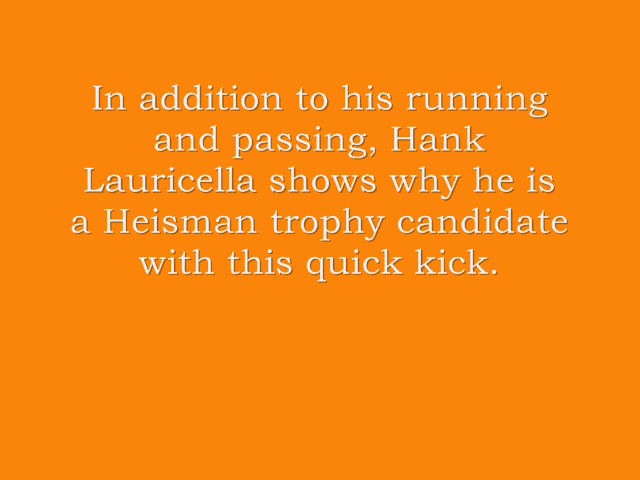 In addition to his running
and passing, Hank
Lauricella shows why he is
a Heisman trophy candidate
with this quick kick.